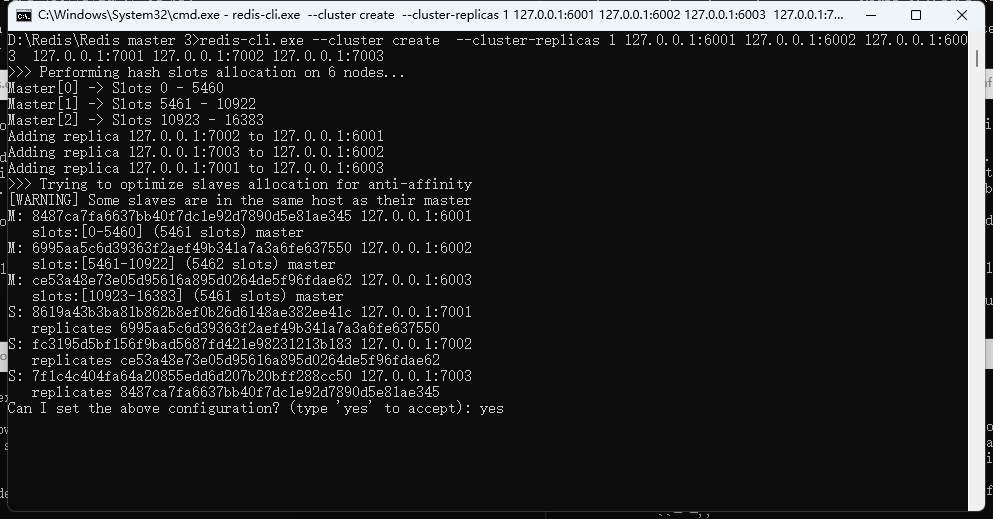 C:\Windows\System32\cmd.exe - redis-cli.exe  --cluster create  --cluster-replicas 1 127.0.0.1:6001 127.0.0.1:6002 127.0.0.1:6003  127.0.0.1:7...
D:\Redis\Redis master 3>redis-cli.exe --cluster create  --cluster-replicas 1 127.0.0.1:6001 127.0.0.1:6002 127.0.0.1:600
3  127.0.0.1:7001 127.0.0.1:7002 127.0.0.1:7003
>>> Performing hash slots allocation on 6 nodes...
Master[0] -> Slots 0 - 5460
Master[1] -> Slots 5461 - 10922
Master[2] -> Slots 10923 - 16383
Adding replica 127.0.0.1:7002 to 127.0.0.1:6001
Adding replica 127.0.0.1:7003 to 127.0.0.1:6002
Adding replica 127.0.0.1:7001 to 127.0.0.1:6003
>>> Trying to optimize slaves allocation for anti-affinity
[WARNING] Some slaves are in the same host as their master
M: 8487ca7fa6637bb40f7dc1e92d7890d5e81ae345 127.0.0.1:6001
   slots:[0-5460] (5461 slots) master
M: 6995aa5c6d39363f2aef49b341a7a3a6fe637550 127.0.0.1:6002
   slots:[5461-10922] (5462 slots) master
M: ce53a48e73e05d95616a895d0264de5f96fdae62 127.0.0.1:6003
   slots:[10923-16383] (5461 slots) master
S: 8619a43b3ba81b862b8ef0b26d6148ae382ee41c 127.0.0.1:7001
   replicates 6995aa5c6d39363f2aef49b341a7a3a6fe637550
S: fc3195d5bf156f9bad5687fd421e98231213b183 127.0.0.1:7002
   replicates ce53a48e73e05d95616a895d0264de5f96fdae62
S: 7f1c4c404fa64a20855edd6d207b20bff288cc50 127.0.0.1:7003
   replicates 8487ca7fa6637bb40f7dc1e92d7890d5e81ae345
Can I set the above configuration? (type 'yes' to accept): yes